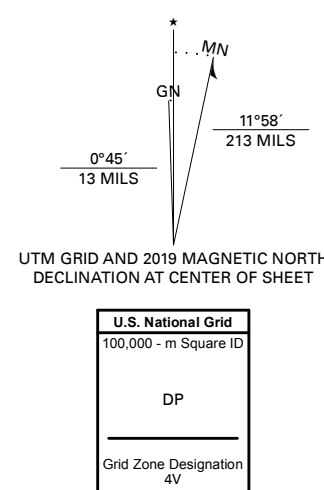 ★
MN
GN
11°58´
213 MILS
0°45´
13 MILS
UTM GRID AND 2019 MAGNETIC NORTH
DECLINATION AT CENTER OF SHEET
U.S. National Grid
100,000 - m Square ID
DP
Grid Zone Designation
4V